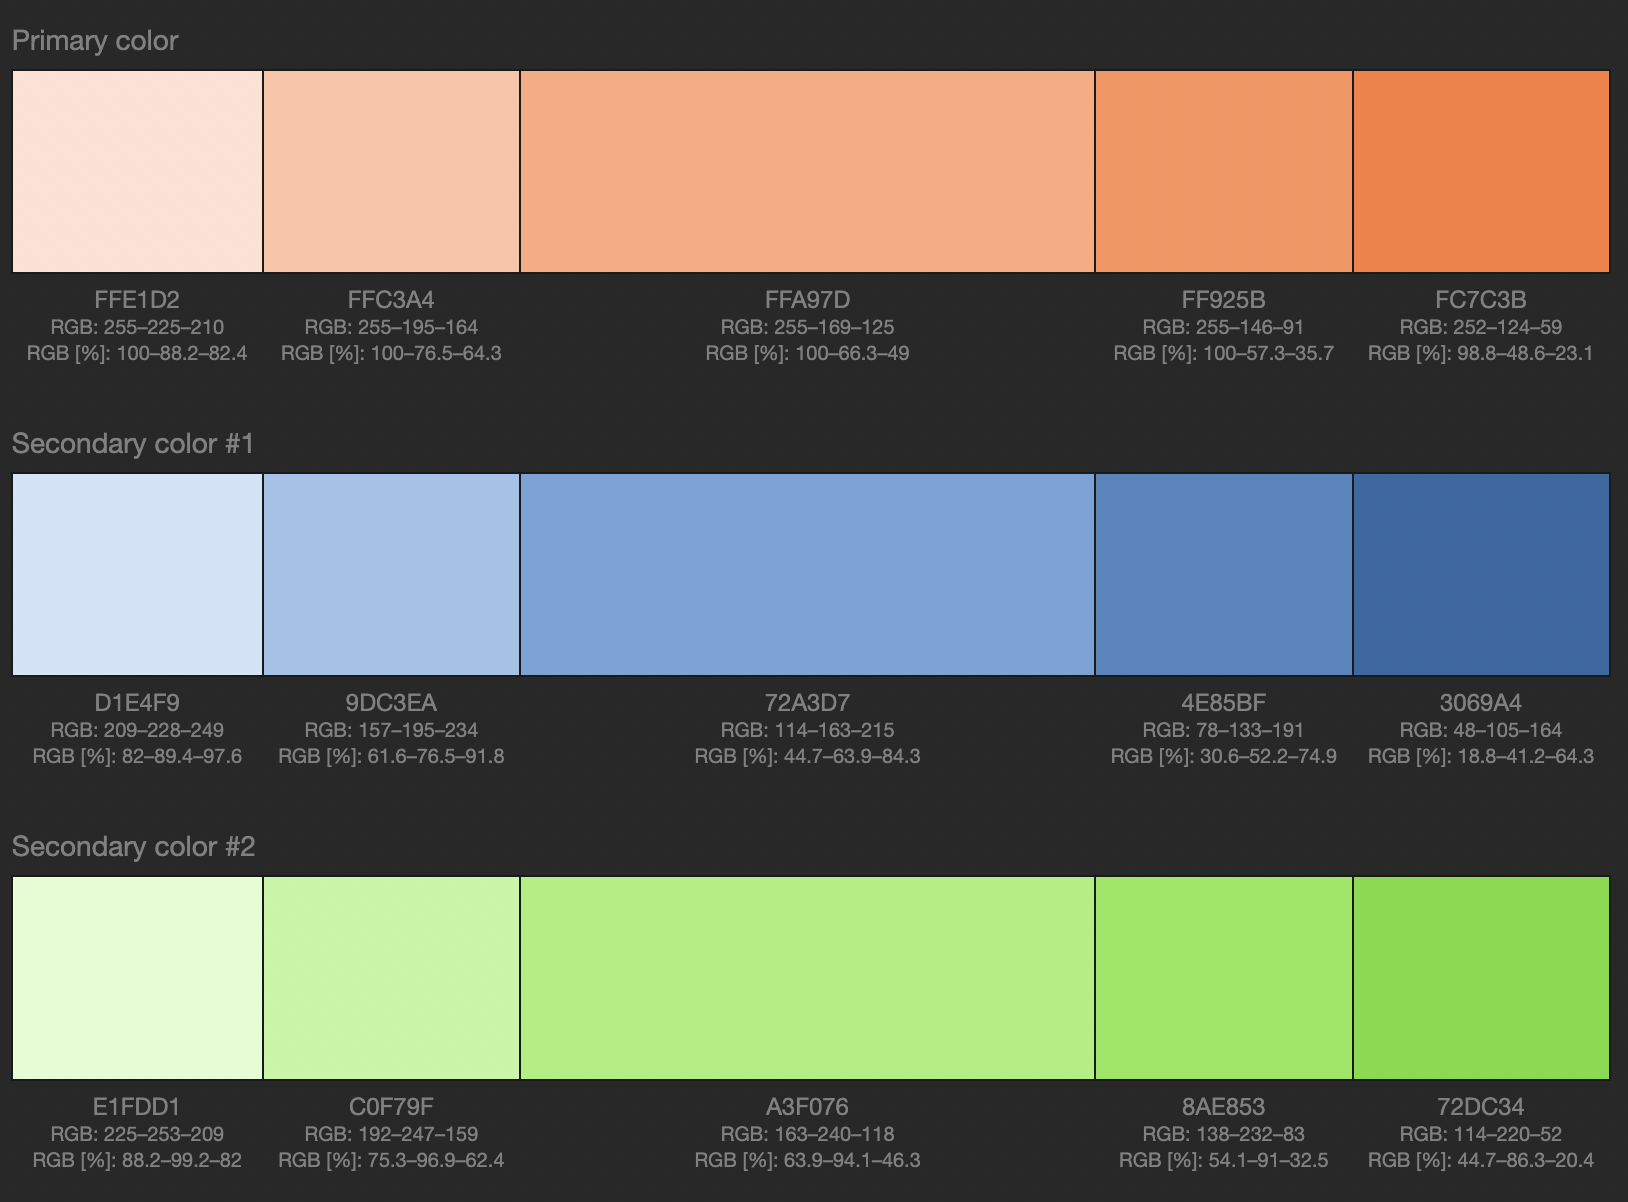 Primary color
FFE1D2 FFC3A4 FFA97D FF925B FC7C3B
RGB: 255–225–210 RGB: 255–195–164 RGB: 255–169–125 RGB: 255–146–91 RGB: 252–124–59
RGB [%]: 100–88.2–82.4 RGB [%]: 100–76.5–64.3 RGB [%]: 100–66.3–49 RGB [%]: 100–57.3–35.7 RGB [%]: 98.8–48.6–23.1
Secondary color #1
D1E4F9 9DC3EA 72A3D7 4E85BF 3069A4
RGB: 209–228–249 RGB: 157–195–234 RGB: 114–163–215 RGB: 78–133–191 RGB: 48–105–164
RGB [%]: 82–89.4–97.6 RGB [%]: 61.6–76.5–91.8 RGB [%]: 44.7–63.9–84.3 RGB [%]: 30.6–52.2–74.9 RGB [%]: 18.8–41.2–64.3
Secondary color #2
E1FDD1 C0F79F A3F076 8AE853 72DC34
RGB: 225–253–209 RGB: 192–247–159 RGB: 163–240–118 RGB: 138–232–83 RGB: 114–220–52
RGB [%]: 88.2–99.2–82 RGB [%]: 75.3–96.9–62.4 RGB [%]: 63.9–94.1–46.3 RGB [%]: 54.1–91–32.5 RGB [%]: 44.7–86.3–20.4